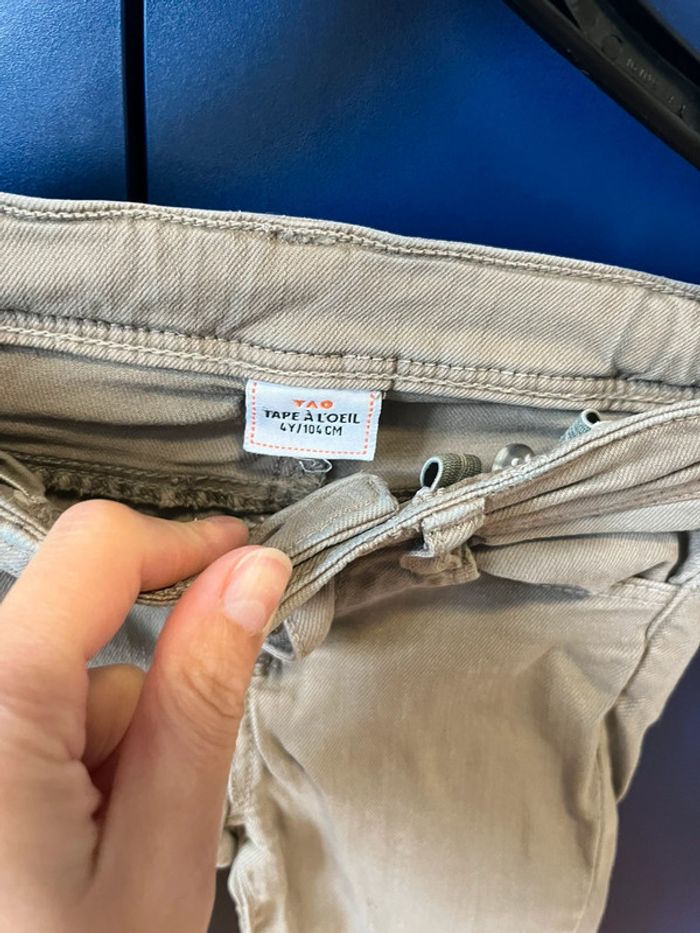 TAO
TAPE À L'OEIL
4Y/104CM